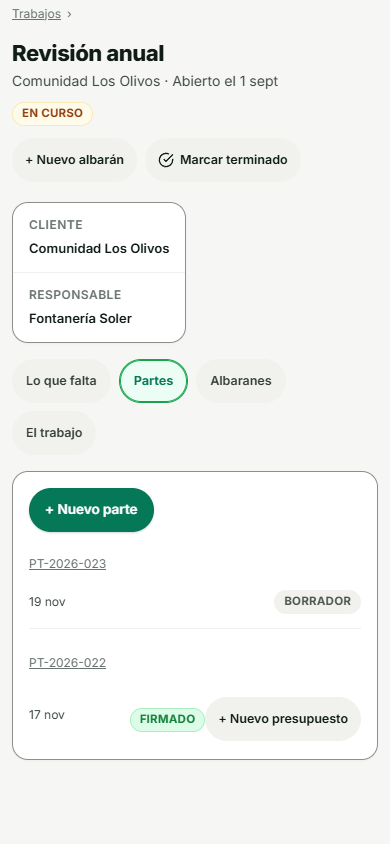 Trabajos ›
Revisión anual
Comunidad Los Olivos · Abierto el 1 sept
EN CURSO
+ Nuevo albarán
Marcar terminado
CLIENTE
Comunidad Los Olivos
RESPONSABLE
Fontanería Soler
Lo que falta
Partes
Albaranes
El trabajo
+ Nuevo parte
PT-2026-023
19 nov
BORRADOR
PT-2026-022
17 nov
FIRMADO
+ Nuevo presupuesto